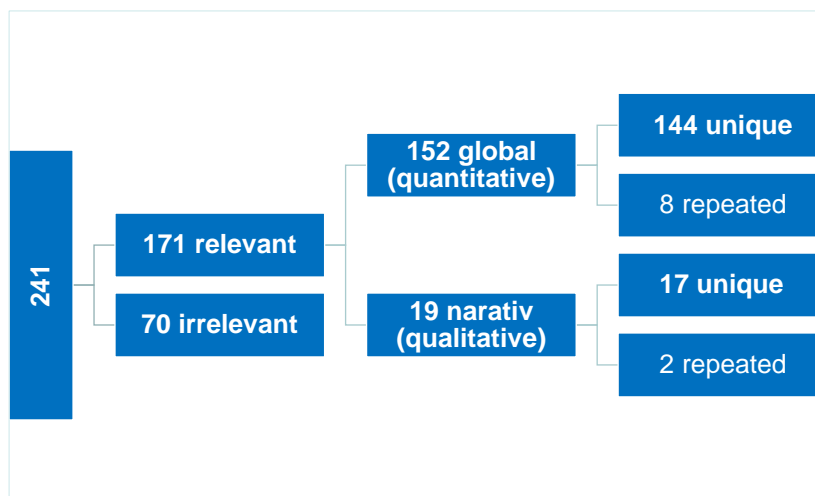 241
171 relevant
70 irrelevant
152 global
(quantitative)
19 narativ
(qualitative)
144 unique
8 repeated
17 unique
2 repeated